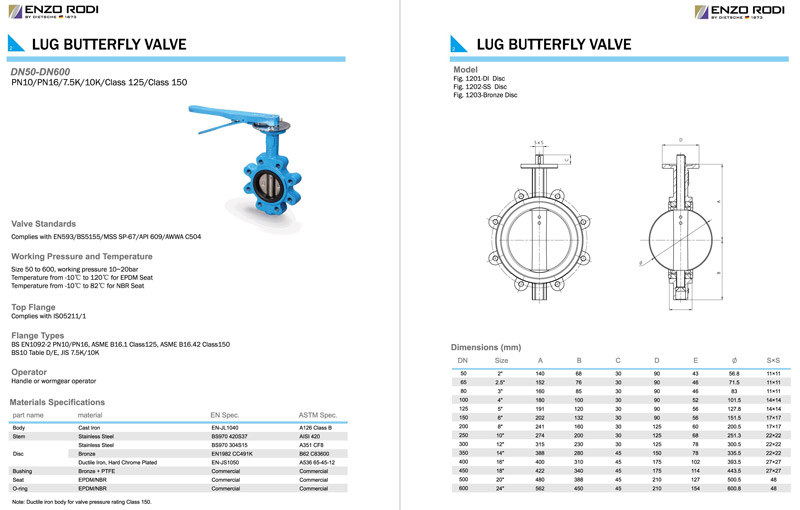 ENZO RODI
BY DIETSCHE 1873
2
LUG BUTTERFLY VALVE
DN50-DN600
PN10/PN16/7.5K/10K/Class 125/Class 150
Valve Standards
Complies with EN593/BS5155/MSS SP-67/API 609/AWWA C504
Working Pressure and Temperature
Size 50 to 600, working pressure 10~20bar
Temperature from -10℃ to 120℃ for EPDM Seat
Temperature from -10℃ to 82℃ for NBR Seat
Top Flange
Complies with ISO5211/1
Flange Types
BS EN1092-2 PN10/PN16, ASME B16.1 Class125, ASME B16.42 Class150
BS10 Table D/E, JIS 7.5K/10K
Operator
Handle or wormgear operator
Materials Specifications
part name material EN Spec. ASTM Spec.
Body Cast Iron EN-JL1040 A126 Class B
Stem Stainless Steel BS970 420S37 AISI 420
Stainless Steel BS970 304S15 A351 CF8
Disc Bronze EN1982 CC491K B62 C83600
Ductile Iron, Hard Chrome Plated EN-JS1050 A536 65-45-12
Bushing Bronze + PTFE Commercial Commercial
Seat EPDM/NBR Commercial Commercial
O-ring EPDM/NBR Commercial Commercial
Note: Ductile iron body for valve pressure rating Class 150.
ENZO RODI
BY DIETSCHE 1873
2
LUG BUTTERFLY VALVE
Model
Fig. 1201-DI Disc
Fig. 1202-SS Disc
Fig. 1203-Bronze Disc
S×S
C
D
A
B
Ø
Dimensions (mm)
DN Size A B C D E Ø S×S
50 2" 140 68 30 90 43 56.8 11×11
65 2.5" 152 76 30 90 46 71.5 11×11
80 3" 160 85 30 90 46 83 11×11
100 4" 180 100 30 90 52 101.5 14×14
125 5" 191 120 30 90 56 127.8 14×14
150 6" 202 132 30 90 56 151.5 17×17
200 8" 241 160 30 125 60 200.5 17×17
250 10" 274 200 30 125 68 251.3 22×22
300 12" 315 230 30 125 78 300.5 22×22
350 14" 388 280 45 150 78 335.5 22×22
400 16" 400 310 45 175 102 393.5 27×27
450 18" 422 340 45 175 114 443.5 27×27
500 20" 480 388 45 210 127 500.5 48
600 24" 562 450 45 210 154 600.8 48